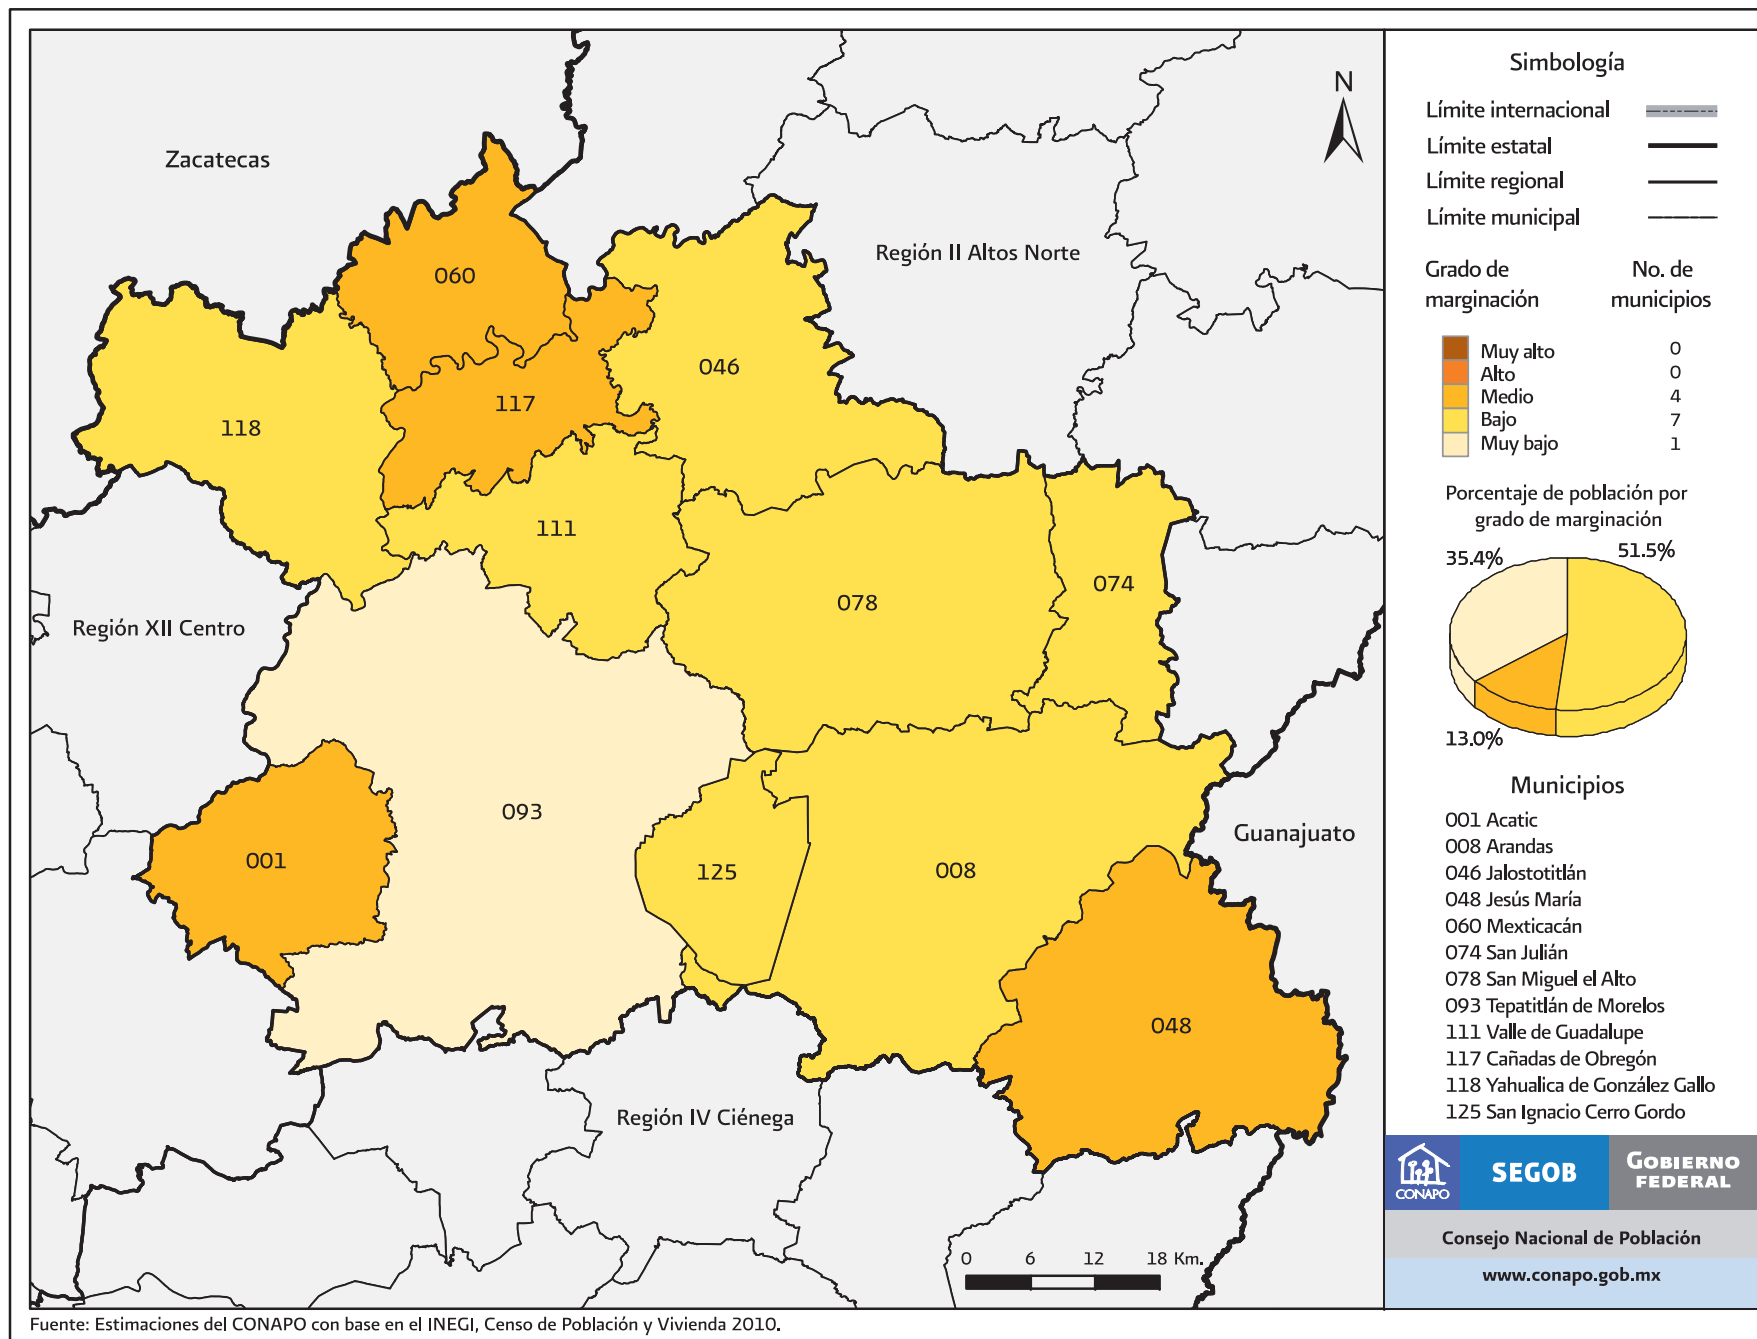 Zacatecas
060
Región II Altos Norte
046
117
118
111
078
074
Región XII Centro
093
001
125
008
Guanajuato
048
Región IV Ciénega
N
0 6 12 18 Km.
Simbología
Límite internacional
Límite estatal
Límite regional
Límite municipal
Grado de
marginación
No. de
municipios
Muy alto 0
Alto 0
Medio 4
Bajo 7
Muy bajo 1
Porcentaje de población por
grado de marginación
35.4% 51.5%
13.0%
Municipios
001 Acatic
008 Arandas
046 Jalostotitlán
048 Jesús María
060 Mexticacán
074 San Julián
078 San Miguel el Alto
093 Tepatitlán de Morelos
111 Valle de Guadalupe
117 Cañadas de Obregón
118 Yahualica de González Gallo
125 San Ignacio Cerro Gordo
CONAPO
SEGOB
GOBIERNO
FEDERAL
Consejo Nacional de Población
www.conapo.gob.mx
Fuente: Estimaciones del CONAPO con base en el INEGI, Censo de Población y Vivienda 2010.